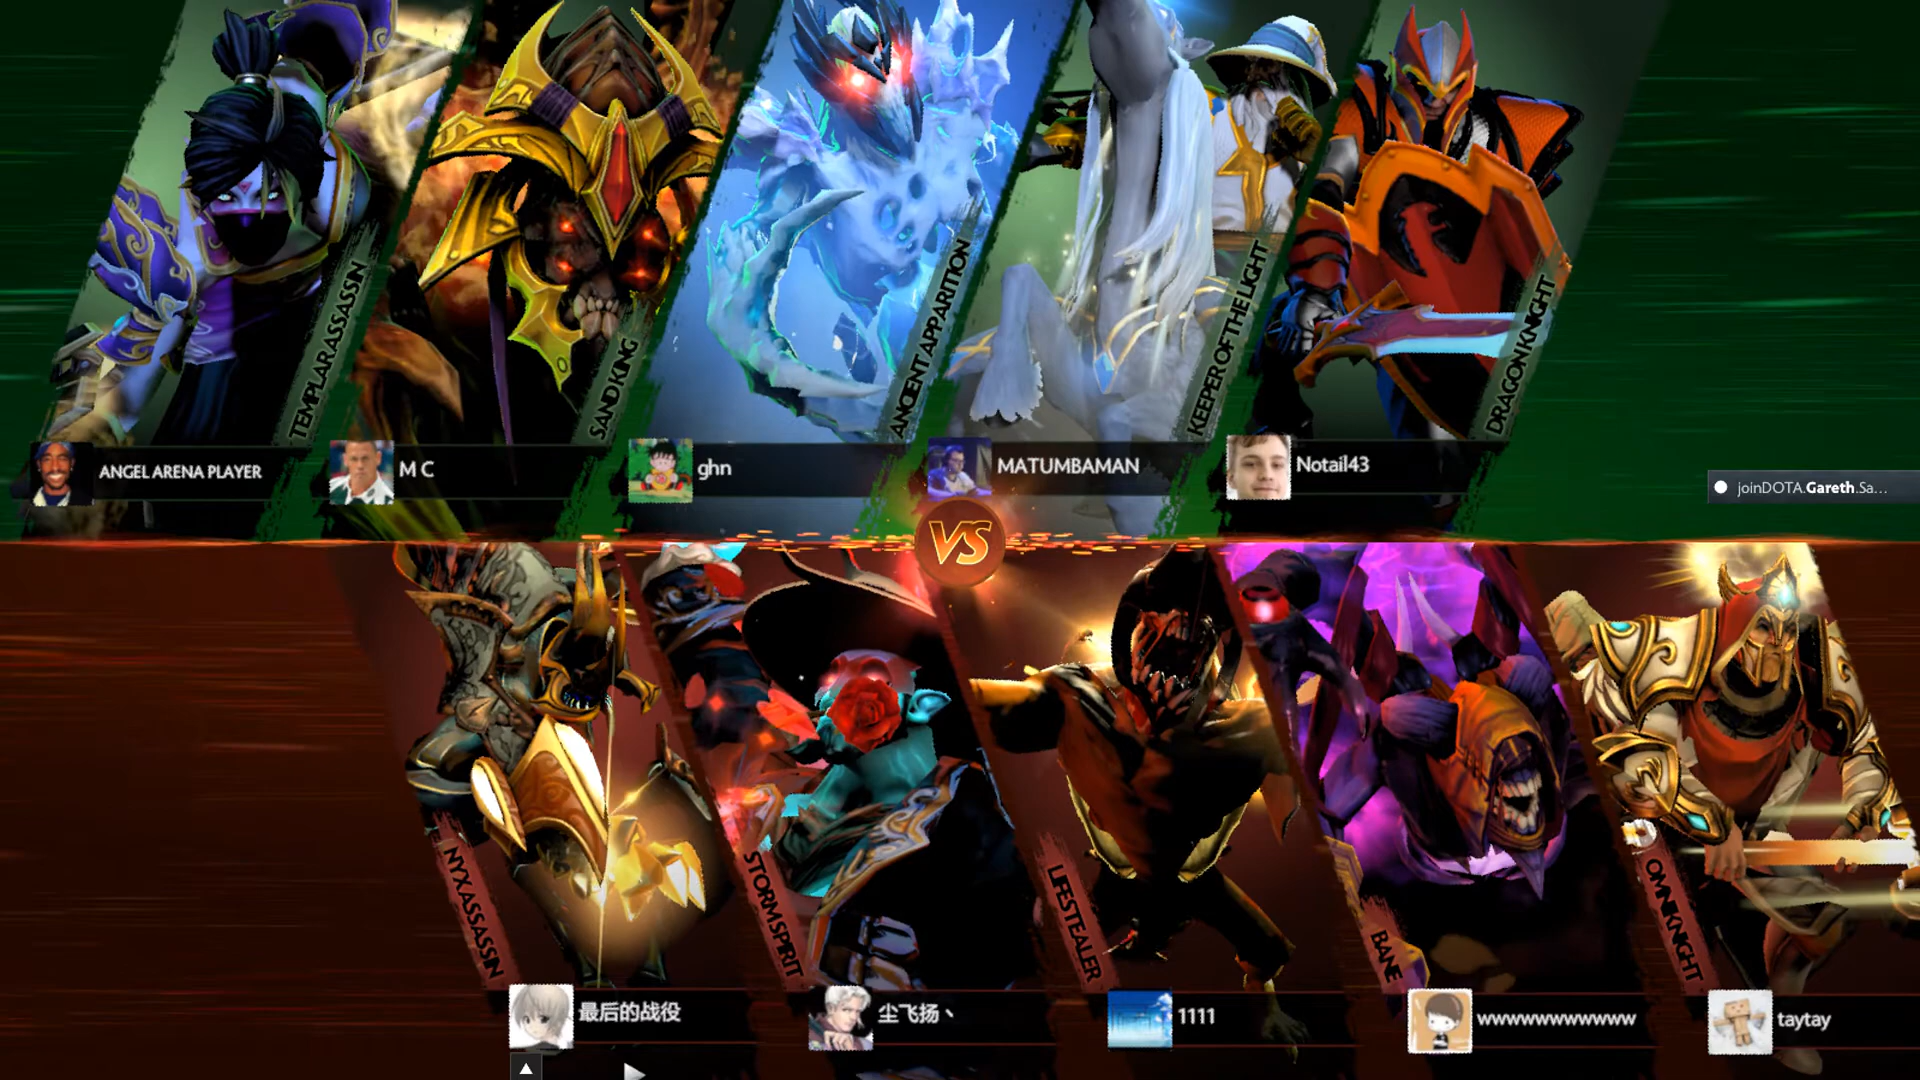 TEMPLAR ASSASSIN
SAND KING
ANCIENT APPARITION
KEEPER OF THE LIGHT
DRAGON KNIGHT
ANGEL ARENA PLAYER
M C
ghn
MATUMBAMAN
Notail43
joinDOTA.Gareth.Sa...
VS
NYX ASSASSIN
STORM SPIRIT
LIFESTEALER
BANE
OMNIKNIGHT
最后的战役
尘飞扬丶
1111
wwwwwwwwwww
taytay